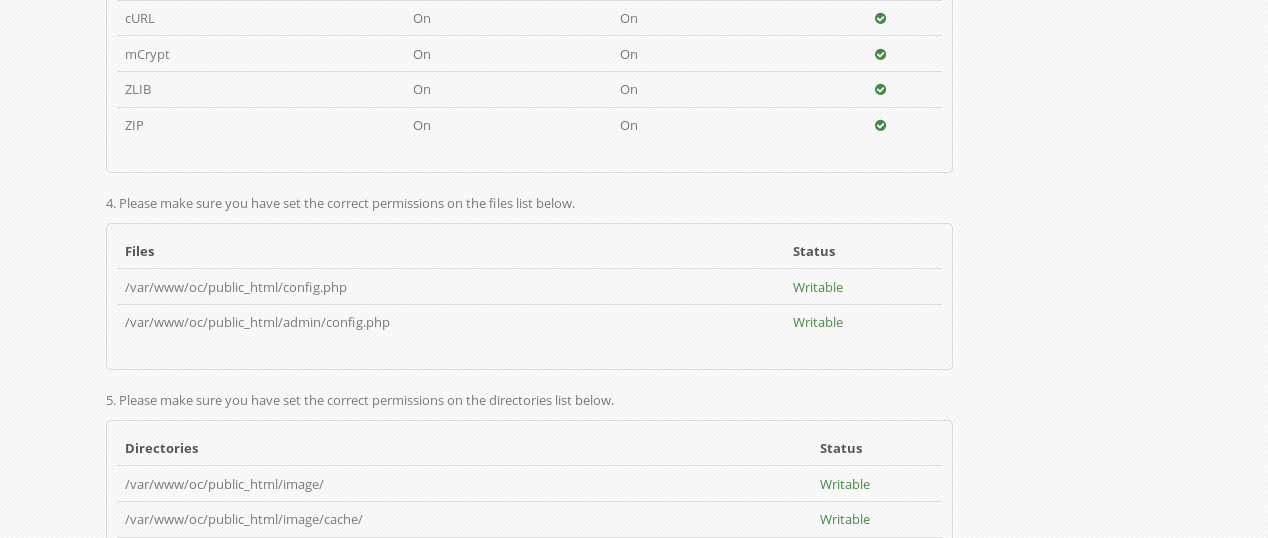 cURL On On
mCrypt On On
ZLIB On On
ZIP On On
4. Please make sure you have set the correct permissions on the files list below.
Files Status
/var/www/oc/public_html/config.php Writable
/var/www/oc/public_html/admin/config.php Writable
5. Please make sure you have set the correct permissions on the directories list below.
Directories Status
/var/www/oc/public_html/image/ Writable
/var/www/oc/public_html/image/cache/ Writable